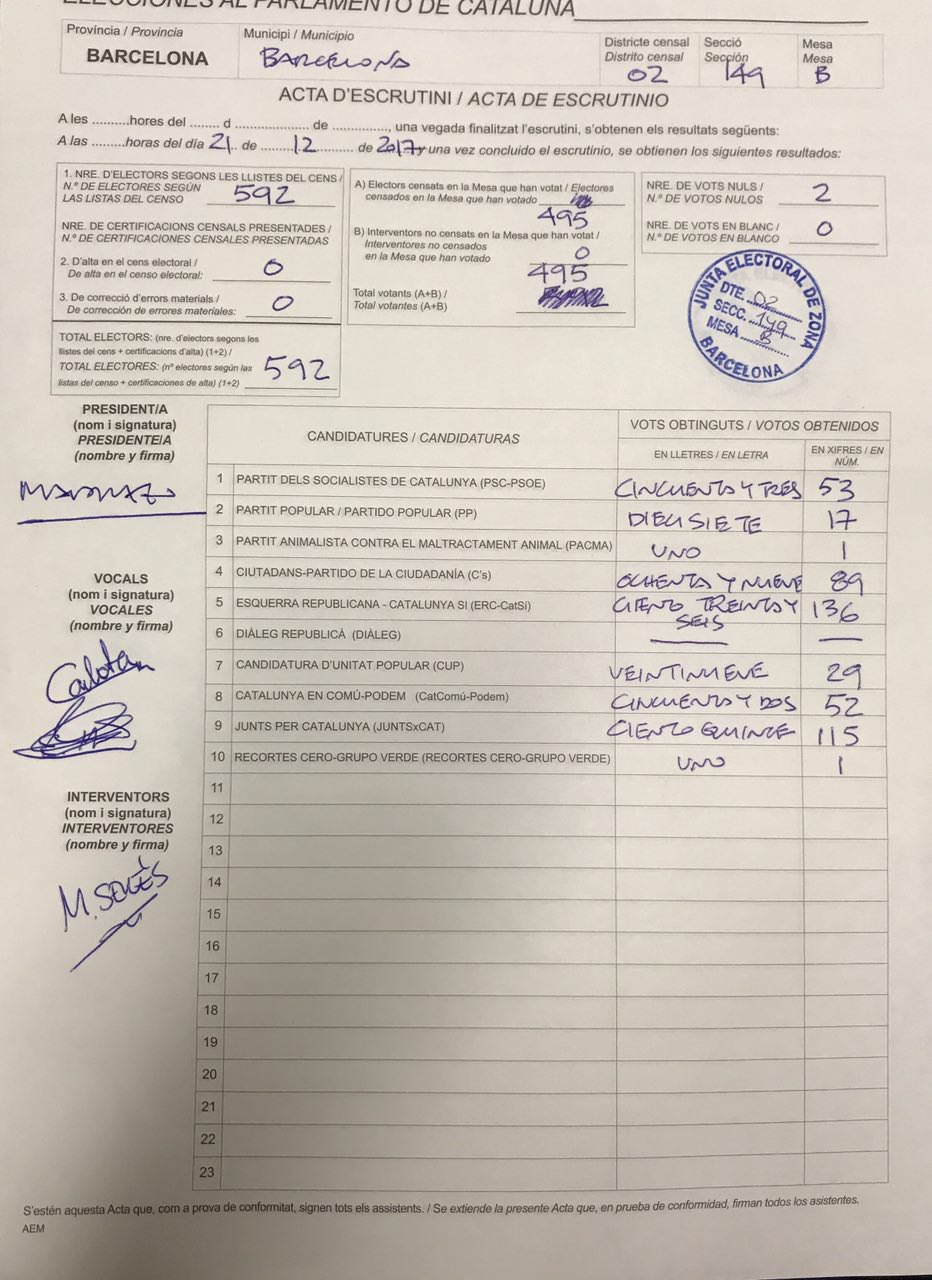 ELECCIONES AL PARLAMENTO DE CATALUÑA
Província / Provincia
BARCELONA
Municipi / Municipio
BARCELONA
Districte censal
Distrito censal
02
Secció
Sección
149
Mesa
Mesa
B
ACTA D'ESCRUTINI / ACTA DE ESCRUTINIO
A les ..........hores del ........ d ................... de ..............., una vegada finalitzat l'escrutini, s'obtenen els resultats següents:
A las .........horas del día 21 de ........12......... de 2017 y una vez concluido el escrutinio, se obtienen los siguientes resultados:
1. NRE. D'ELECTORS SEGONS LES LLISTES DEL CENS /
N.º DE ELECTORES SEGÚN
LAS LISTAS DEL CENSO 592
NRE. DE CERTIFICACIONS CENSALS PRESENTADES /
N.º DE CERTIFICACIONES CENSALES PRESENTADAS
2. D'alta en el cens electoral /
De alta en el censo electoral: 0
3. De correcció d'errors materials /
De corrección de errores materiales: 0
TOTAL ELECTORS: (nre. d'electors segons les
llistes del cens + certificacions d'alta) (1+2) /
TOTAL ELECTORES: (nº electores según las
listas del censo + certificaciones de alta) (1+2) 592
A) Electors censats en la Mesa que han votat / Electores
censados en la Mesa que han votado
495
B) Interventors no censats en la Mesa que han votat /
Interventores no censados
en la Mesa que han votado 0
495
Total votants (A+B) /
Total votantes (A+B)
NRE. DE VOTS NULS /
N.º DE VOTOS NULOS 2
NRE. DE VOTS EN BLANC /
N.º DE VOTOS EN BLANCO 0
JUNTA ELECTORAL DE ZONA
DTE. 02
SECC. 149
MESA B
BARCELONA
PRESIDENT/A
(nom i signatura)
PRESIDENTE/A
(nombre y firma)
VOCALS
(nom i signatura)
VOCALES
(nombre y firma)
Carlota
INTERVENTORS
(nom i signatura)
INTERVENTORES
(nombre y firma)
CANDIDATURES / CANDIDATURAS
VOTS OBTINGUTS / VOTOS OBTENIDOS
EN LLETRES / EN LETRA
EN XIFRES / EN NÚM.
1 PARTIT DELS SOCIALISTES DE CATALUNYA (PSC-PSOE) CINCUENTA Y TRES 53
2 PARTIT POPULAR / PARTIDO POPULAR (PP) DIECISIETE 17
3 PARTIT ANIMALISTA CONTRA EL MALTRACTAMENT ANIMAL (PACMA) UNO 1
4 CIUTADANS-PARTIDO DE LA CIUDADANÍA (C's) OCHENTA Y NUEVE 89
5 ESQUERRA REPUBLICANA - CATALUNYA SI (ERC-CatSí) CIENTO TREINTA Y SEIS 136
6 DIÀLEG REPUBLICÀ (DIÀLEG) — —
7 CANDIDATURA D'UNITAT POPULAR (CUP) VEINTINUEVE 29
8 CATALUNYA EN COMÚ-PODEM (CatComú-Podem) CINCUENTA Y DOS 52
9 JUNTS PER CATALUNYA (JUNTSxCAT) CIENTO QUINCE 115
10 RECORTES CERO-GRUPO VERDE (RECORTES CERO-GRUPO VERDE) UNO 1
11
12
13
14
15
16
17
18
19
20
21
22
23
S'estén aquesta Acta que, com a prova de conformitat, signen tots els assistents. / Se extiende la presente Acta que, en prueba de conformidad, firman todos los asistentes.
AEM